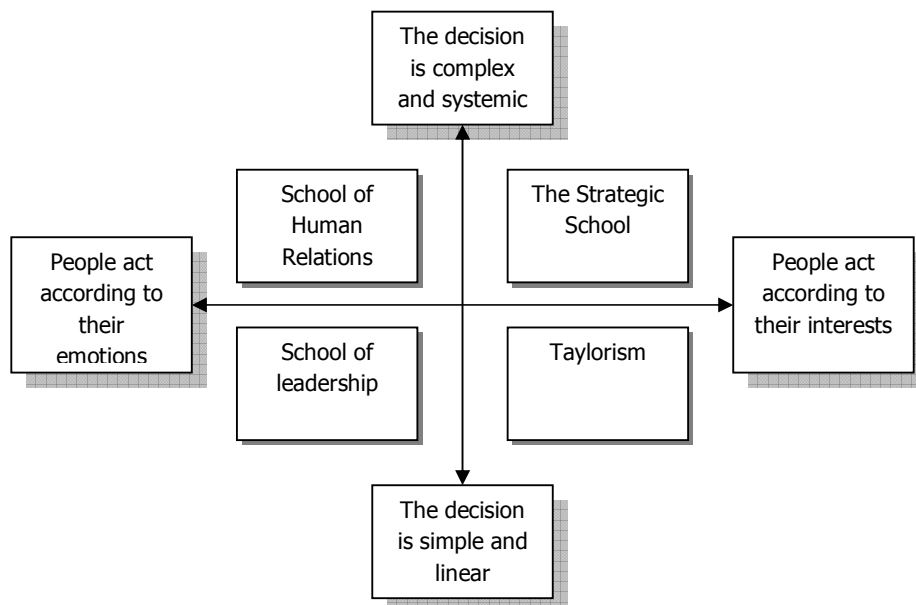 The decision
is complex
and systemic
School of
Human
Relations
The Strategic
School
People act
according to
their
emotions
People act
according to
their interests
School of
leadership
Taylorism
The decision
is simple and
linear